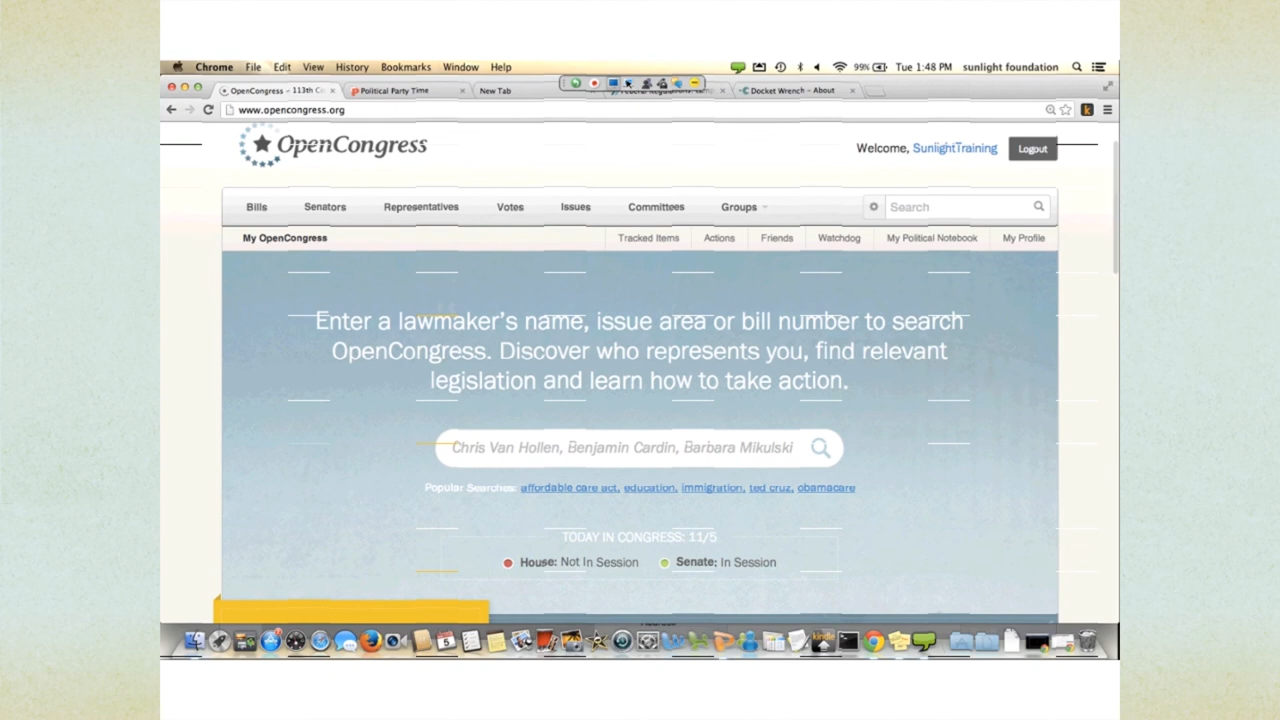 Chrome File Edit View History Bookmarks Window Help 99% Tue 1:48 PM sunlight foundation
OpenCongress – 113th Political Party Time New Tab Docket Wrench – About
www.opencongress.org
OpenCongress
Welcome, SunlightTraining Logout
Bills Senators Representatives Votes Issues Committees Groups Search
My OpenCongress Tracked Items Actions Friends Watchdog My Political Notebook My Profile
Enter a lawmaker's name, issue area or bill number to search
OpenCongress. Discover who represents you, find relevant
legislation and learn how to take action.
Chris Van Hollen, Benjamin Cardin, Barbara Mikulski
Popular Searches: affordable care act, education, immigration, ted cruz, obamacare
TODAY IN CONGRESS: 11/5
House: Not In Session Senate: In Session
5
kindle